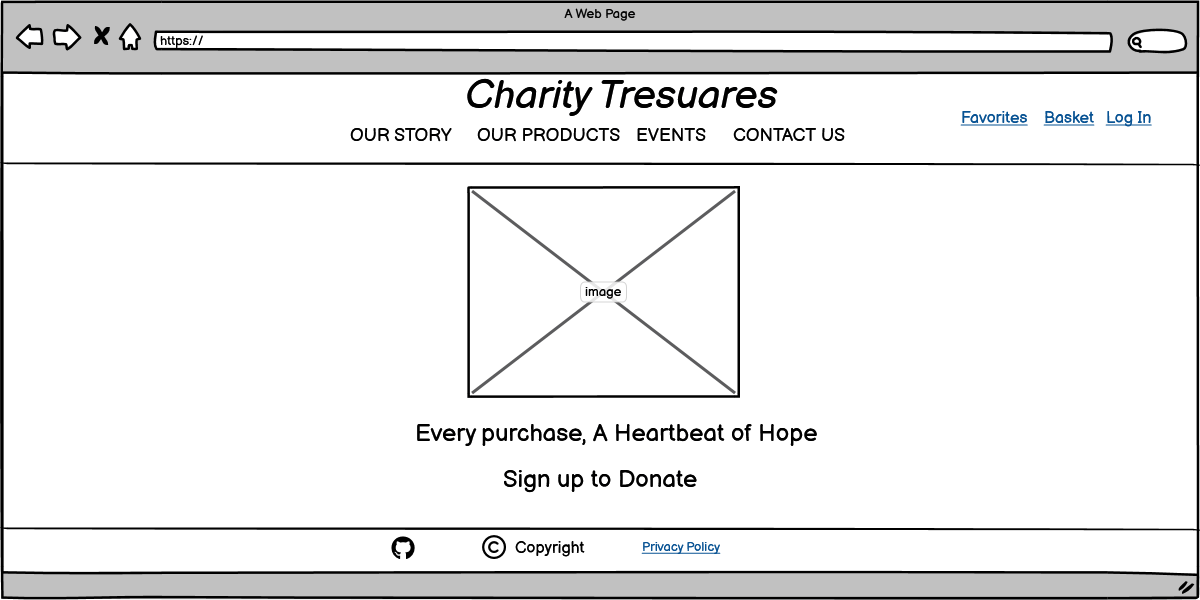 A Web Page
https://
Charity Tresuares
OUR STORY OUR PRODUCTS EVENTS CONTACT US
Favorites Basket Log In
image
Every purchase, A Heartbeat of Hope
Sign up to Donate
© Copyright Privacy Policy